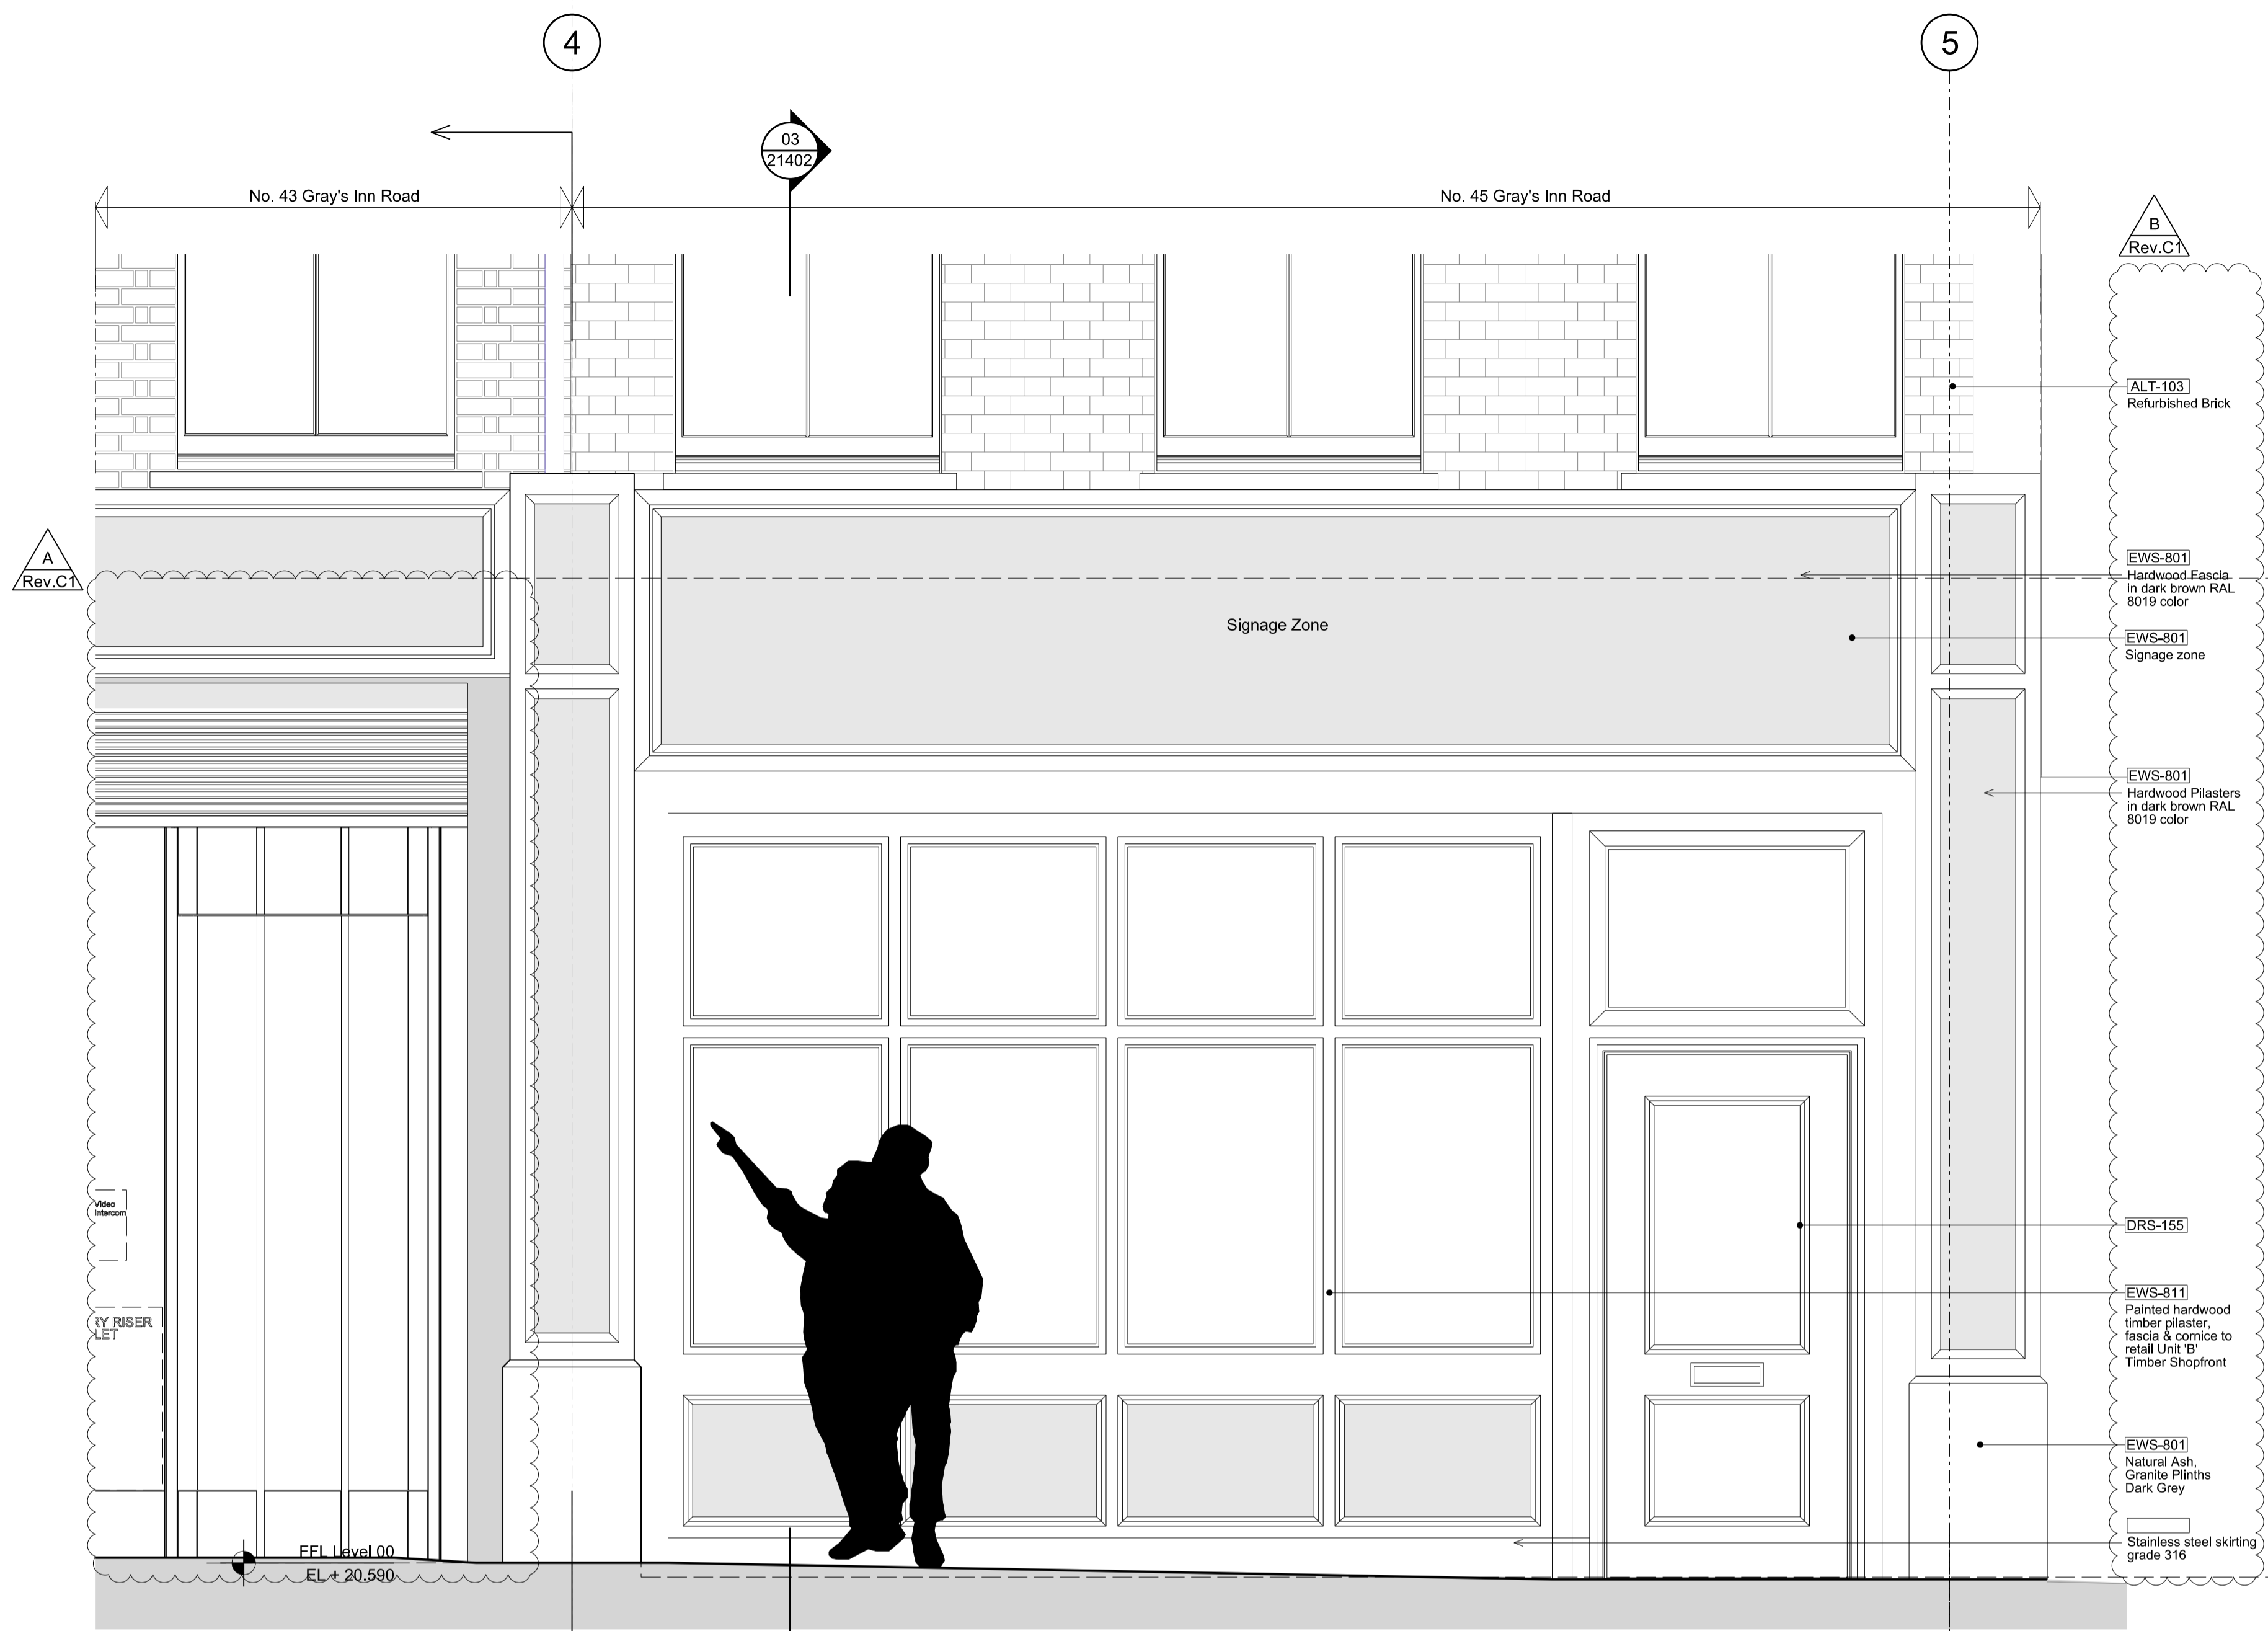 4
5
03
21402
No. 43 Gray's Inn Road
No. 45 Gray's Inn Road
B
Rev.C1
ALT-103
Refurbished Brick
A
Rev.C1
EWS-801
Hardwood Fascia
in dark brown RAL
8019 color
Signage Zone
EWS-801
Signage zone
EWS-801
Hardwood Pilasters
in dark brown RAL
8019 color
Video
Intercom
DRS-155
EWS-811
Painted hardwood
timber pilaster,
fascia & cornice to
retail Unit 'B'
Timber Shopfront
RY RISER
LET
EWS-801
Natural Ash,
Granite Plinths
Dark Grey
Stainless steel skirting
grade 316
FFL Level 00
EL + 20.590